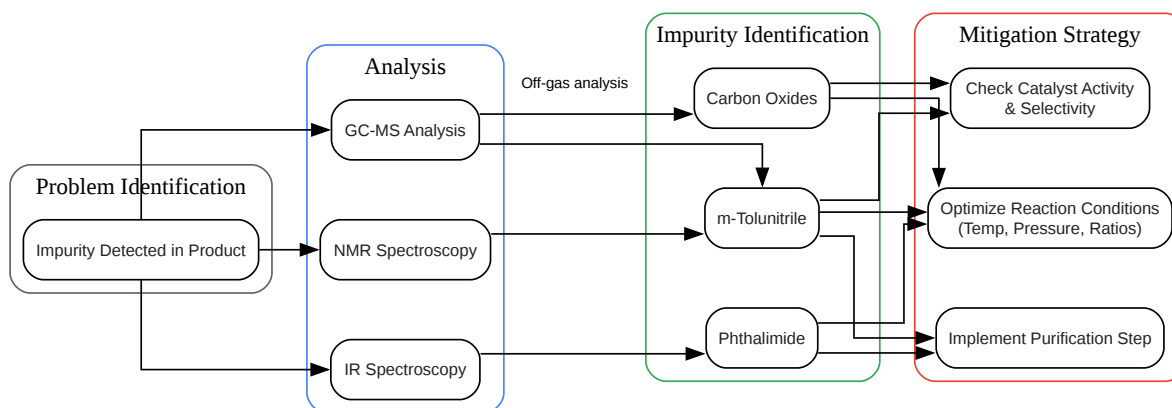 Problem Identification
Impurity Detected in Product
Analysis
GC-MS Analysis
NMR Spectroscopy
IR Spectroscopy
Off-gas analysis
Impurity Identification
Carbon Oxides
m-Tolunitrile
Phthalimide
Mitigation Strategy
Check Catalyst Activity
& Selectivity
Optimize Reaction Conditions
(Temp, Pressure, Ratios)
Implement Purification Step